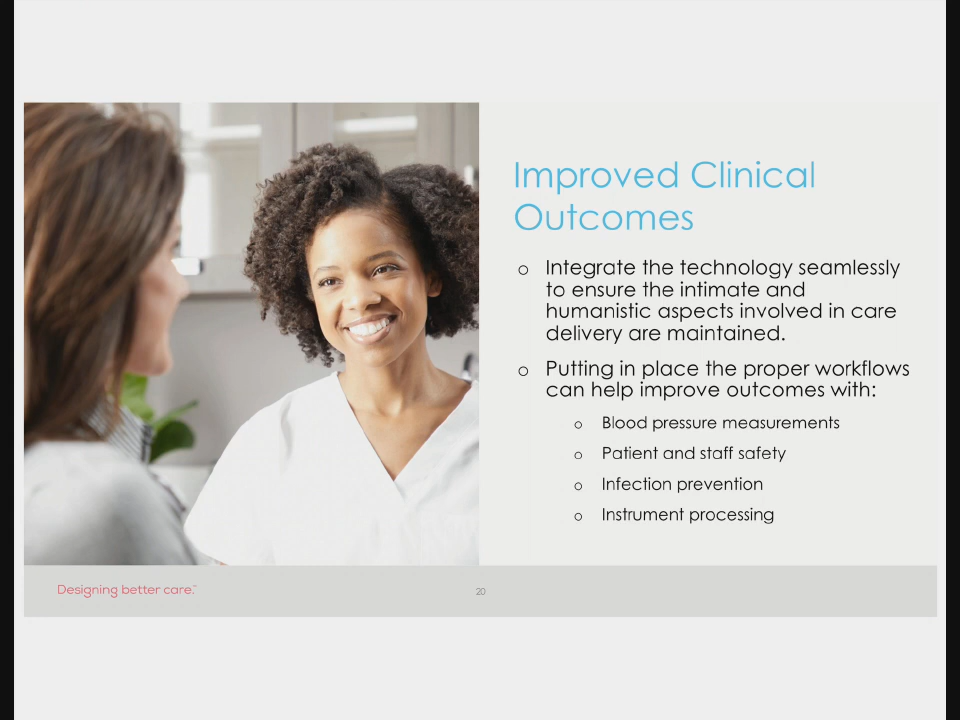 Improved Clinical
Outcomes
o Integrate the technology seamlessly
to ensure the intimate and
humanistic aspects involved in care
delivery are maintained.
o Putting in place the proper workflows
can help improve outcomes with:
o Blood pressure measurements
o Patient and staff safety
o Infection prevention
o Instrument processing
Designing better care.™
20